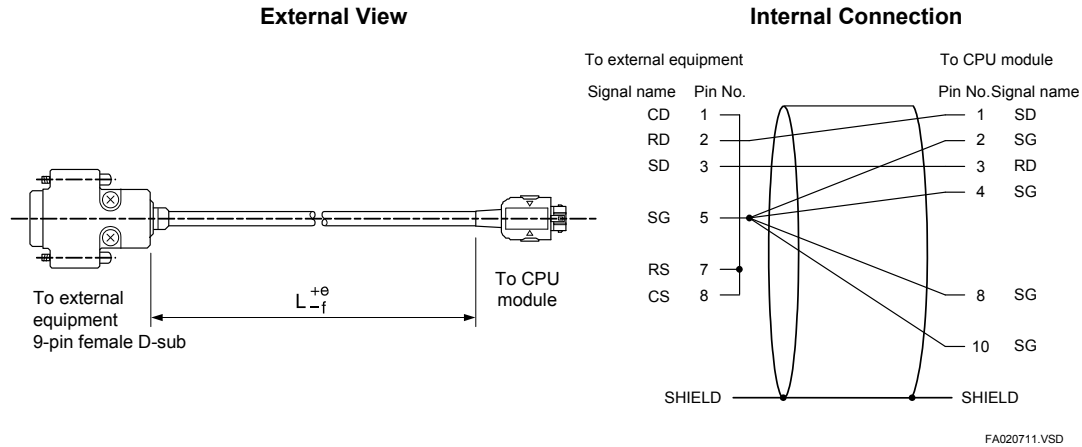 External View
To external
equipment
9-pin female D-sub
L +e -f
To CPU
module
Internal Connection
To external equipment To CPU module
Signal name Pin No. Pin No.Signal name
CD 1 1 SD
RD 2 2 SG
SD 3 3 RD
4 SG
SG 5
RS 7
CS 8 8 SG
10 SG
SHIELD SHIELD
FA020711.VSD